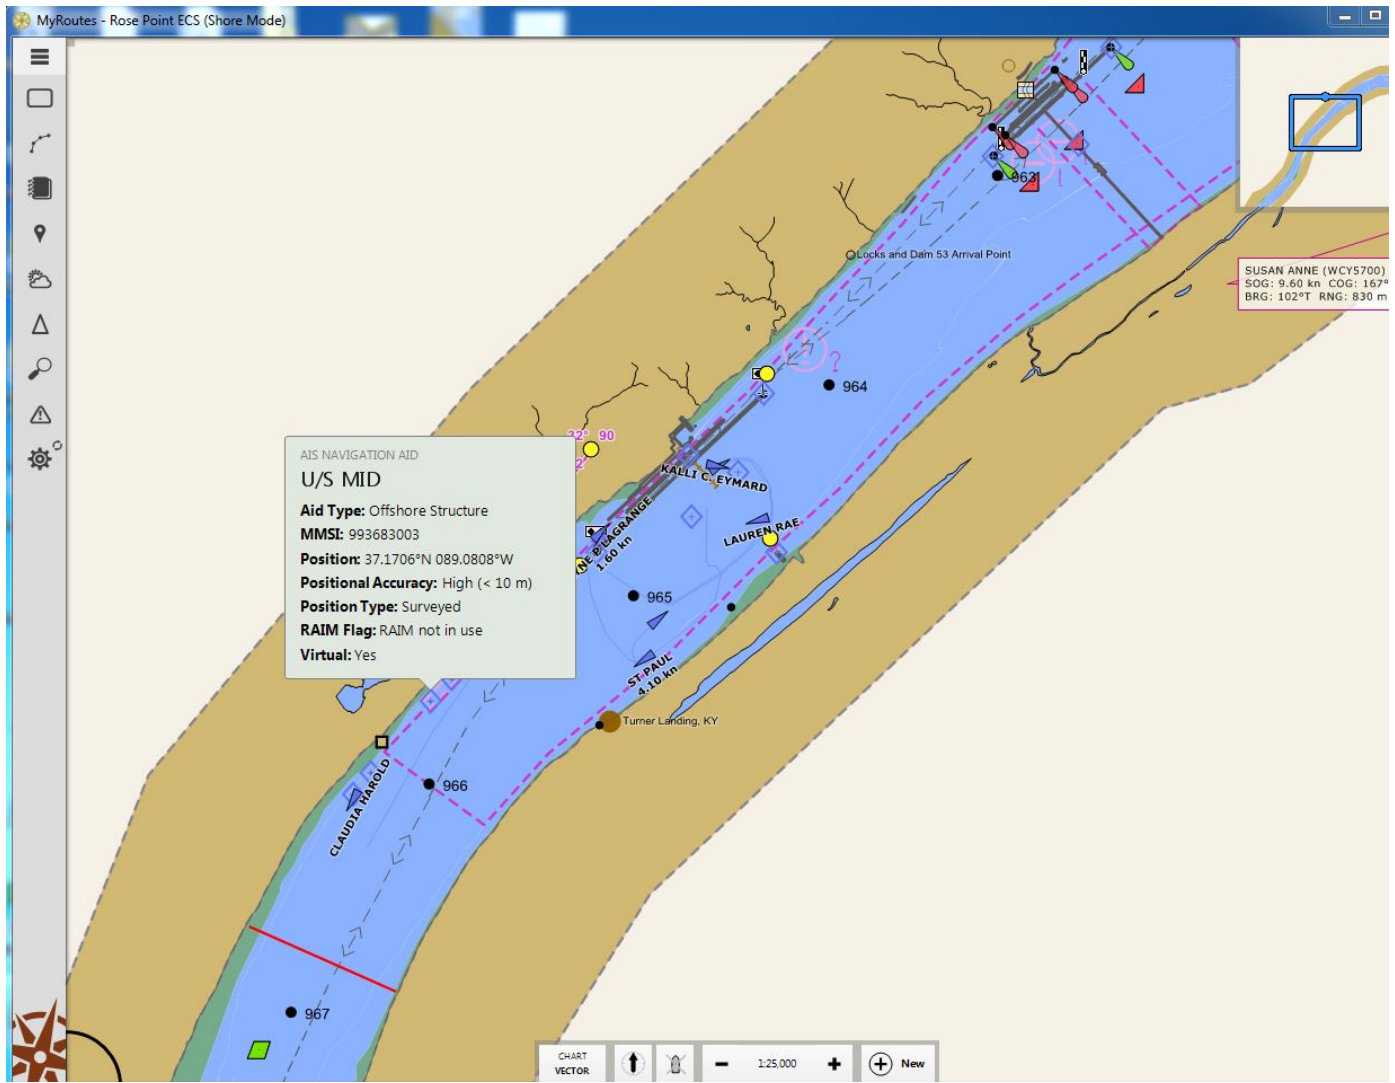 MyRoutes - Rose Point ECS (Shore Mode)
963
Locks and Dam 53 Arrival Point
SUSAN ANNE (WCY5700)
SOG: 9.60 kn COG: 167°
BRG: 102°T RNG: 830 m
?
964
90
KALLI C. EYMARD
AIS NAVIGATION AID
U/S MID
Aid Type: Offshore Structure
MMSI: 993683003
Position: 37.1706°N 089.0808°W
Positional Accuracy: High (< 10 m)
Position Type: Surveyed
RAIM Flag: RAIM not in use
Virtual: Yes
LAGRANGE
1.60 kn
LAUREN RAE
965
ST PAUL
4.10 kn
Turner Landing, KY
966
CLAUDIA HAROLD
967
CHART
VECTOR
1:25,000
New